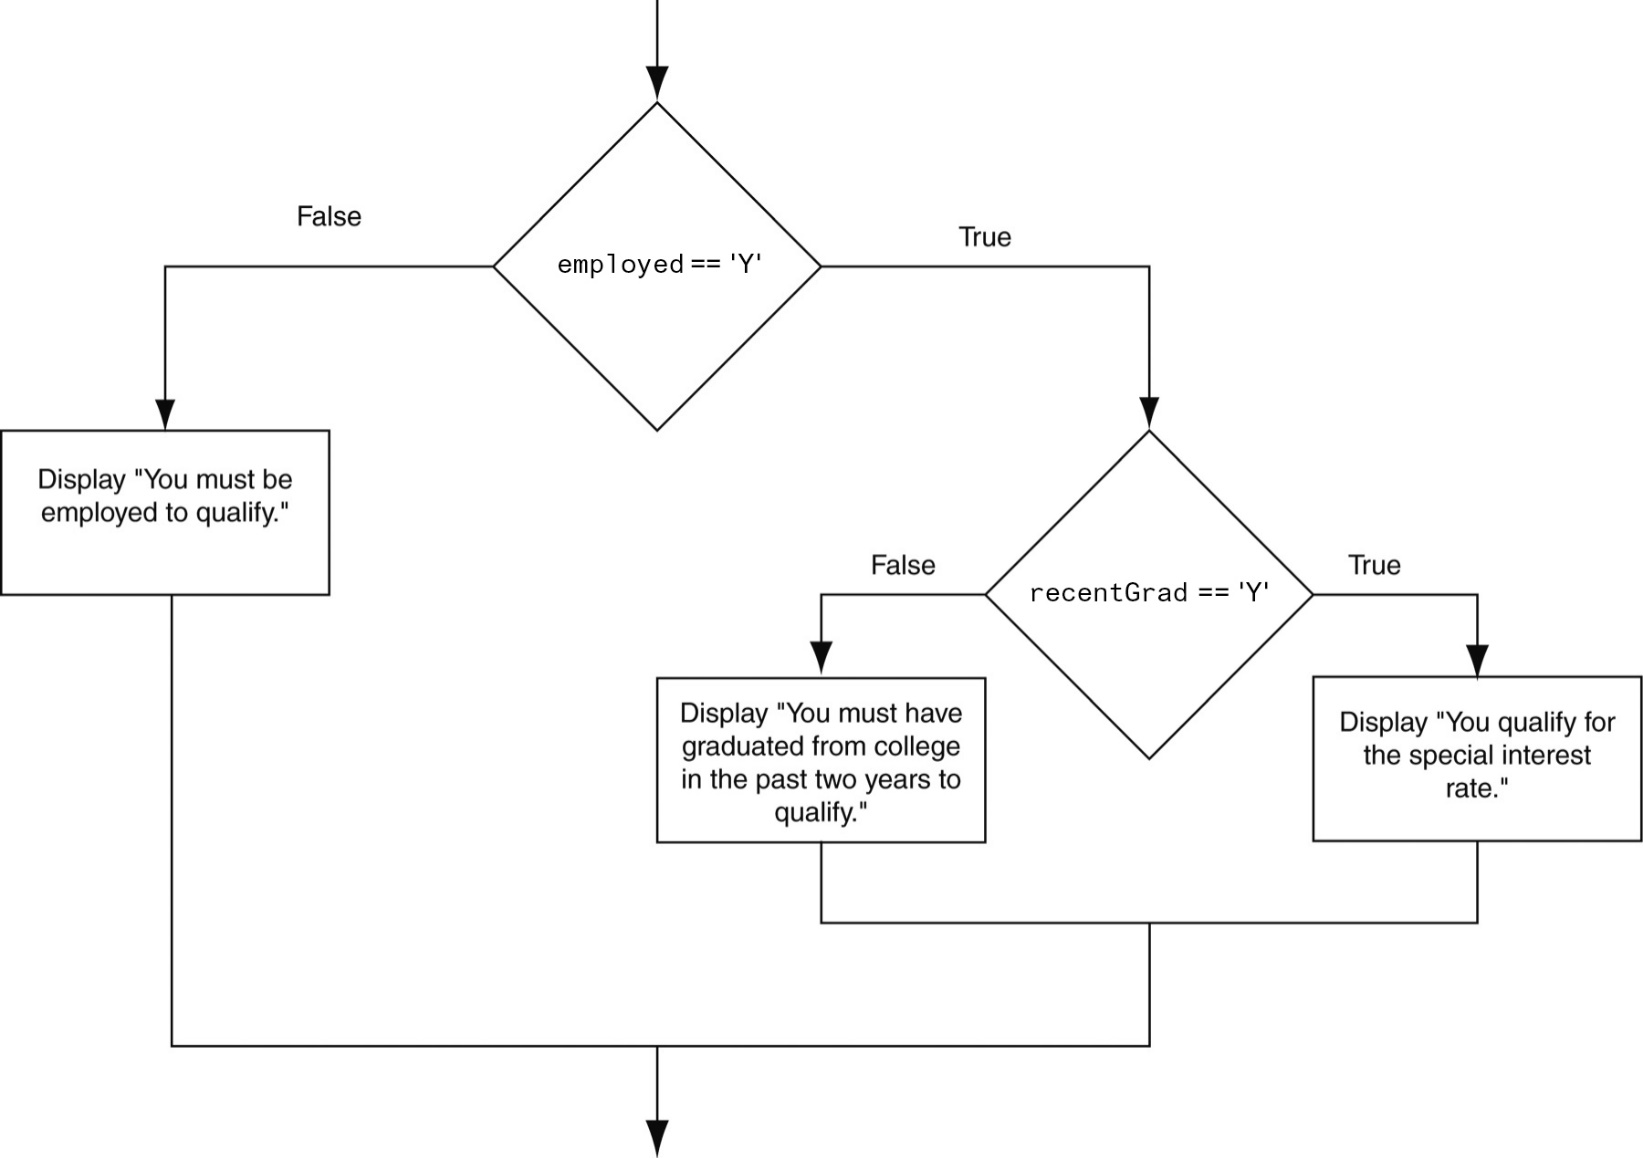 False
True
employed == 'Y'
Display "You must be
employed to qualify."
False
True
recentGrad == 'Y'
Display "You must have
graduated from college
in the past two years to
qualify."
Display "You qualify for
the special interest
rate."